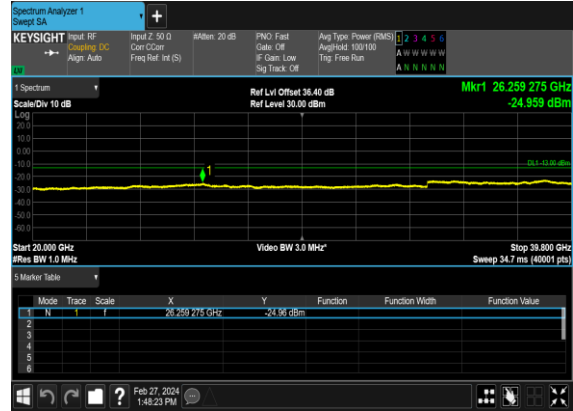 Spectrum Analyzer 1
Swept SA
KEYSIGHT Input: RF Input Z: 50 Ω #Atten: 20 dB PNO: Fast Avg Type: Power (RMS) 1 2 3 4 5 6
Coupling: DC Corr CCorr Gate: Off Avg|Hold: 100/100 A W W W W W
Align: Auto Freq Ref: Int (S) IF Gain: Low Trig: Free Run
Sig Track: Off A N N N N N
LM
1 Spectrum
Ref Lvl Offset 36.40 dB Mkr1 26.259 275 GHz
Scale/Div 10 dB Ref Level 30.00 dBm -24.959 dBm
Log
20.0
10.0
0.00
-10.0
DL1 -13.00 dBm
1
-20.0
-30.0
-40.0
-50.0
-60.0
Start 20.000 GHz Video BW 3.0 MHz* Stop 39.800 GHz
#Res BW 1.0 MHz Sweep 34.7 ms (40001 pts)
5 Marker Table
Mode Trace Scale X Y Function Function Width Function Value
1 N 1 f 26.259 275 GHz -24.96 dBm
2
3
4
5
6
? Feb 27, 2024
1:48:23 PM